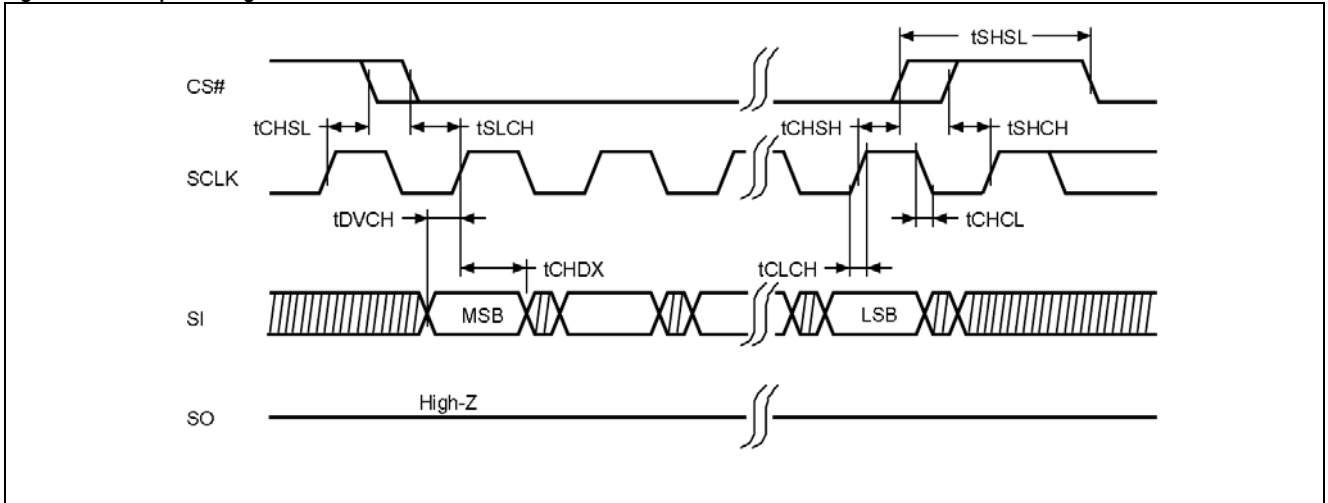 tSHSL
CS#
tCHSL
tSLCH
tCHSH
tSHCH
SCLK
tDVCH
tCHCL
tCHDX
tCLCH
SI
MSB
LSB
High-Z
SO